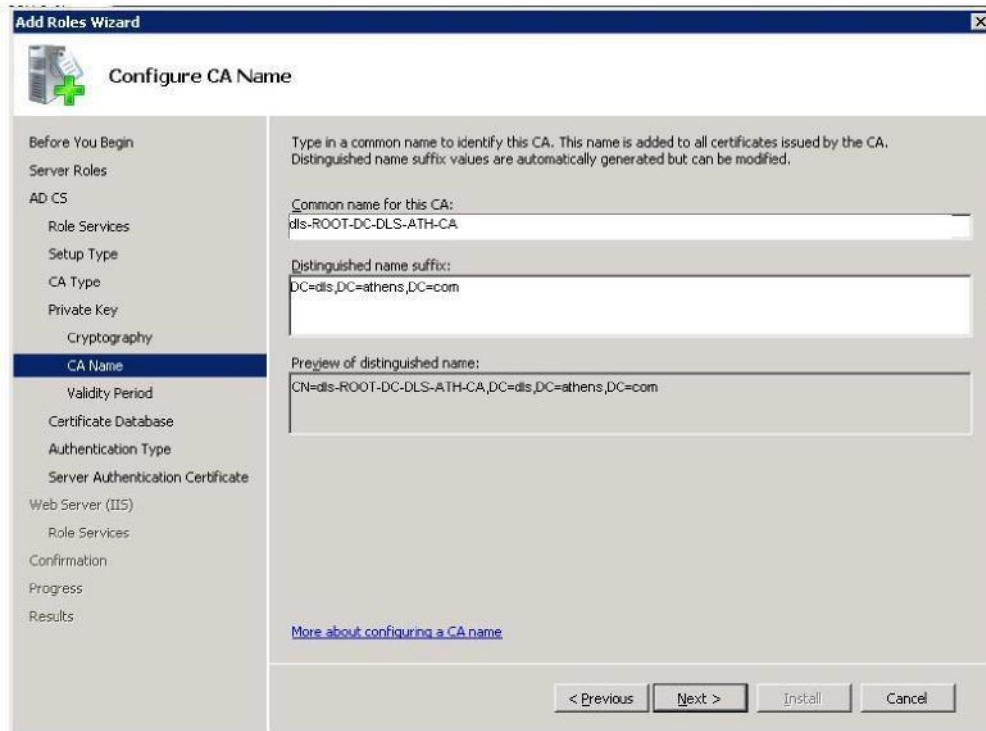 Add Roles Wizard
Configure CA Name
Before You Begin
Server Roles
AD CS
Role Services
Setup Type
CA Type
Private Key
Cryptography
CA Name
Validity Period
Certificate Database
Authentication Type
Server Authentication Certificate
Web Server (IIS)
Role Services
Confirmation
Progress
Results
Type in a common name to identify this CA. This name is added to all certificates issued by the CA.
Distinguished name suffix values are automatically generated but can be modified.
Common name for this CA:
dls-ROOT-DC-DLS-ATH-CA
Distinguished name suffix:
DC=dls,DC=athens,DC=com
Preview of distinguished name:
CN=dls-ROOT-DC-DLS-ATH-CA,DC=dls,DC=athens,DC=com
More about configuring a CA name
< Previous
Next >
Install
Cancel